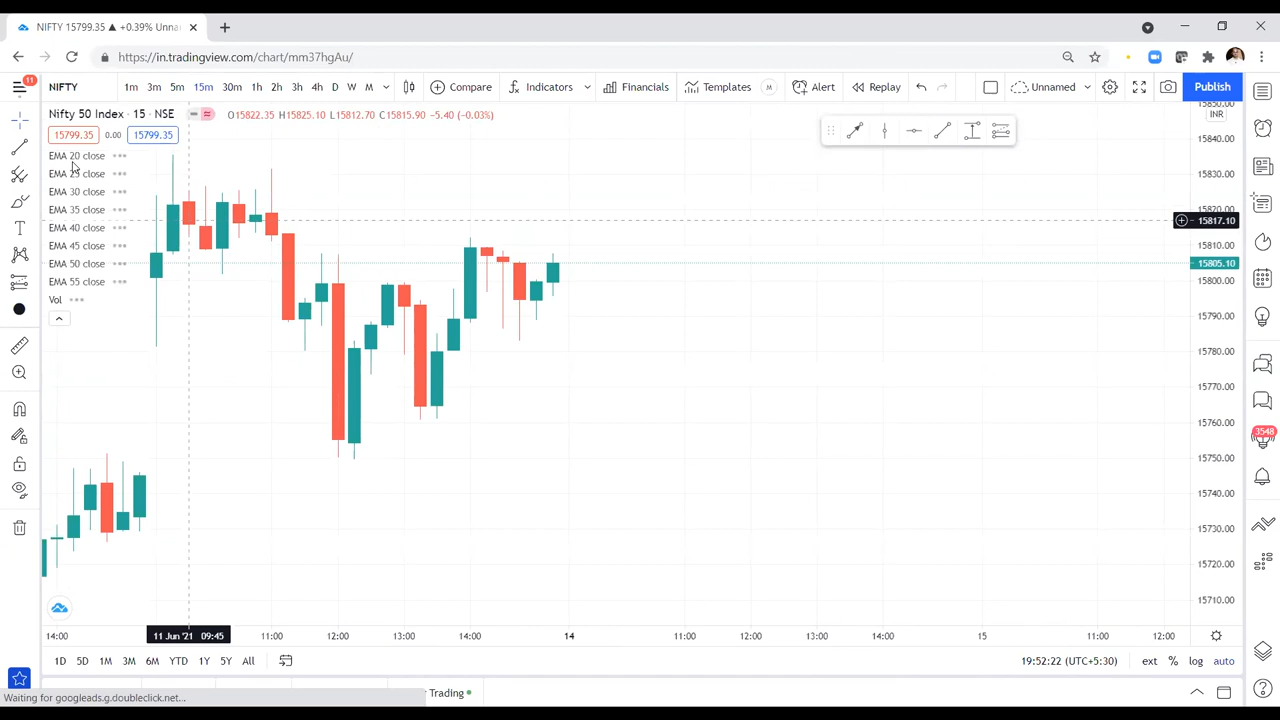 NIFTY 15799.35 ▲ +0.39% Unna
https://in.tradingview.com/chart/mm37hgAu/
11
NIFTY 1m 3m 5m 15m 30m 1h 2h 3h 4h D W M Compare Indicators Financials Templates M Alert Replay Unnamed Publish
Nifty 50 Index · 15 · NSE O15822.35 H15825.10 L15812.70 C15815.90 -5.40 (-0.03%)
15799.35 0.00 15799.35
EMA 20 close
EMA 25 close
EMA 30 close
EMA 35 close
EMA 40 close
EMA 45 close
EMA 50 close
EMA 55 close
Vol
15850.00
INR
15840.00
15830.00
15820.00
15817.10
15810.00
15805.10
15800.00
15790.00
15780.00
15770.00
15760.00
15750.00
15740.00
15730.00
15720.00
15710.00
3548
14:00 11 Jun '21 09:45 11:00 12:00 13:00 14:00 14 11:00 12:00 13:00 14:00 15 11:00 12:00
1D 5D 1M 3M 6M YTD 1Y 5Y All 19:52:22 (UTC+5:30) ext % log auto
Waiting for googleads.g.doubleclick.net...
Trading